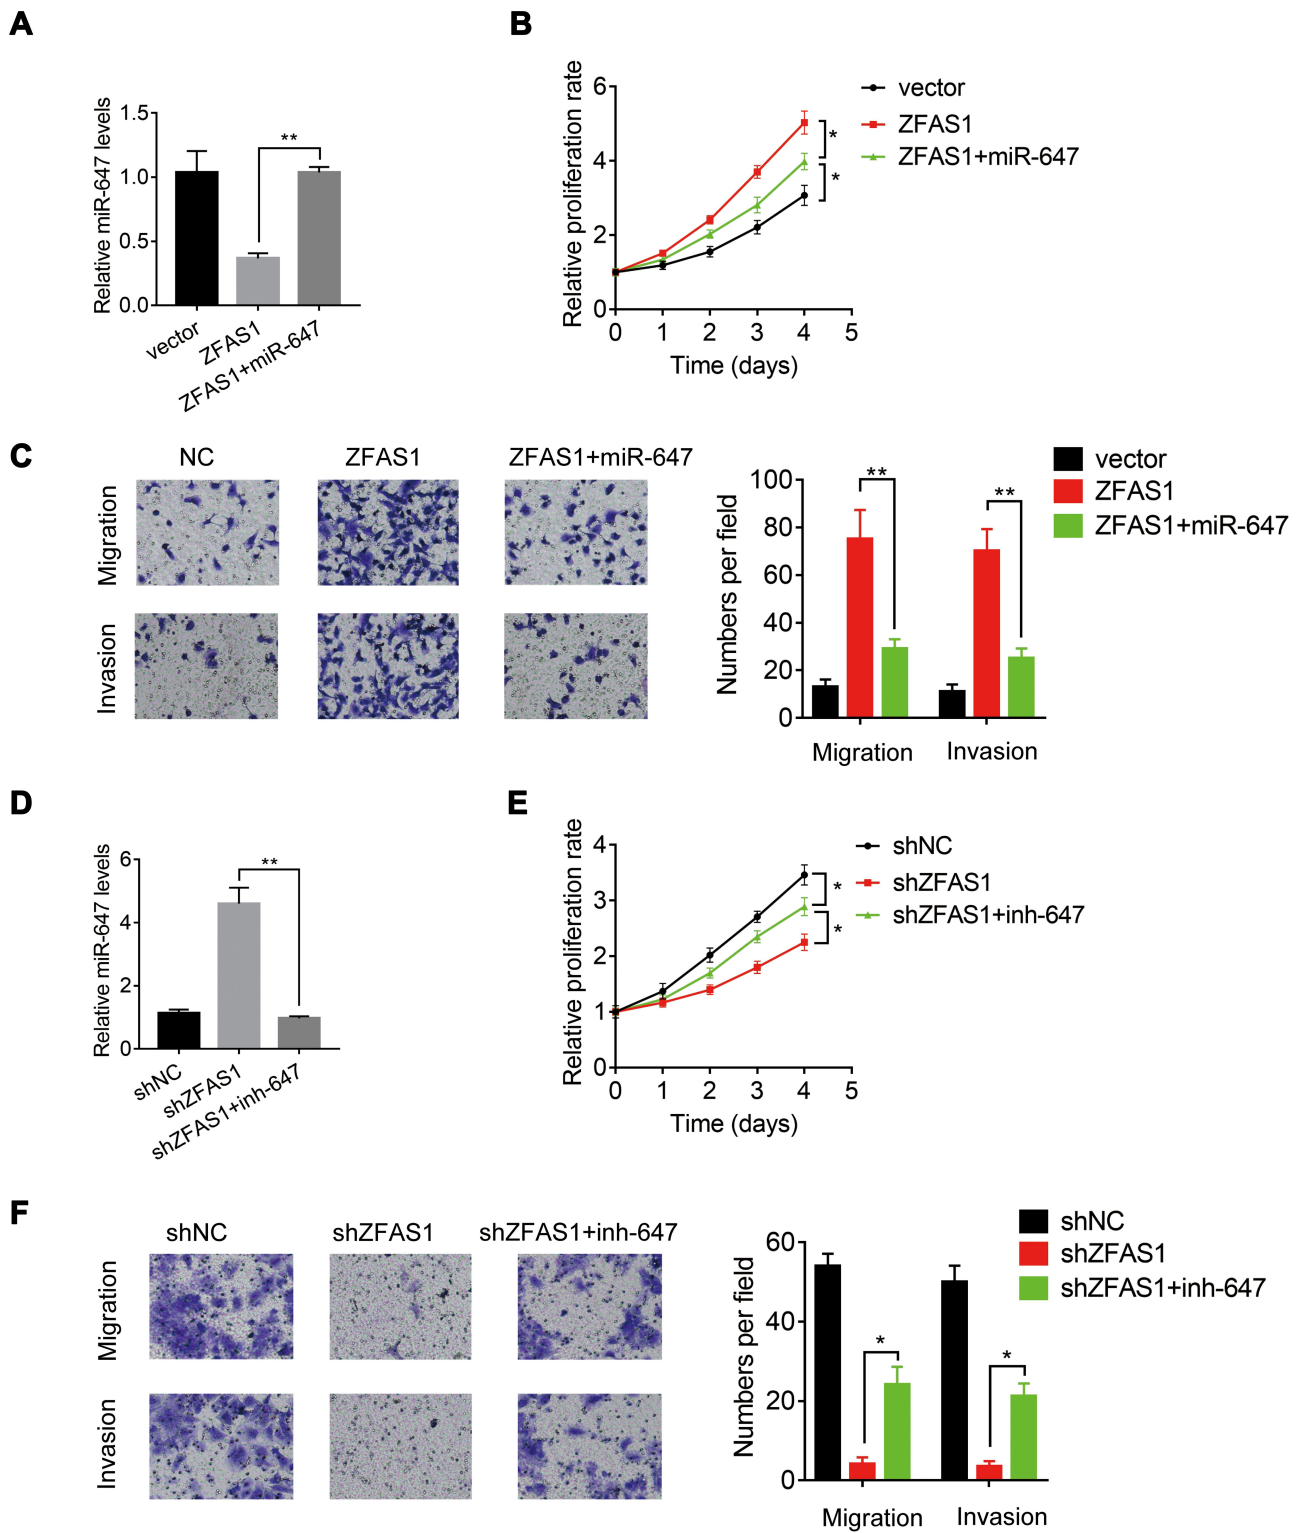 A
Relative miR-647 levels
1.5
1.0
0.5
0.0
**
vector
ZFAS1
ZFAS1+miR-647
B
Relative proliferation rate
6
4
2
0
0 1 2 3 4 5
Time (days)
*
*
vector
ZFAS1
ZFAS1+miR-647
C
NC ZFAS1 ZFAS1+miR-647
Migration
Invasion
Numbers per field
100
80
60
40
20
0
**
**
Migration Invasion
vector
ZFAS1
ZFAS1+miR-647
D
Relative miR-647 levels
6
4
2
0
**
shNC
shZFAS1
shZFAS1+inh-647
E
Relative proliferation rate
4
3
2
1
0
0 1 2 3 4 5
Time (days)
*
*
shNC
shZFAS1
shZFAS1+inh-647
F
shNC shZFAS1 shZFAS1+inh-647
Migration
Invasion
Numbers per field
60
40
20
0
*
*
Migration Invasion
shNC
shZFAS1
shZFAS1+inh-647